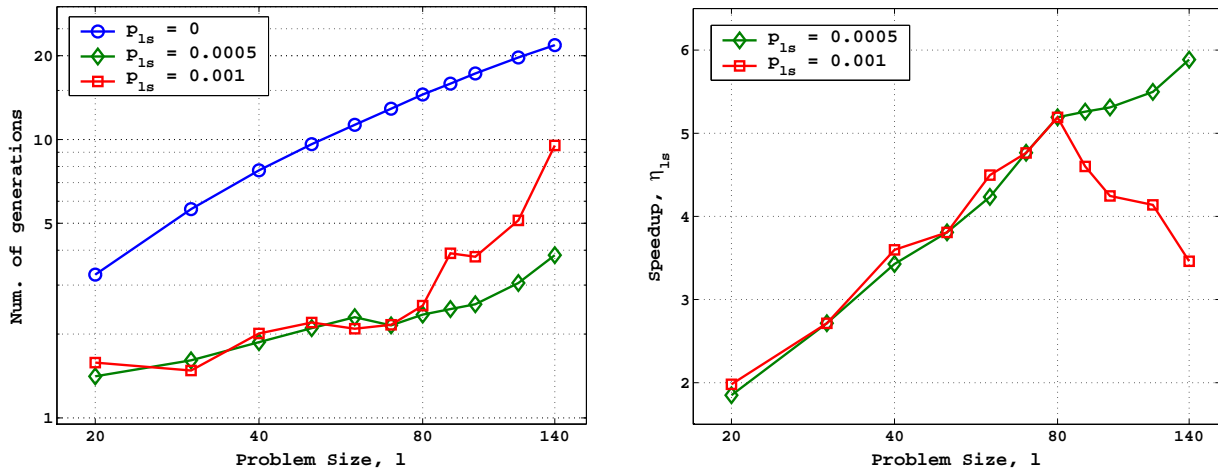 p_ls = 0
p_ls = 0.0005
p_ls = 0.001
Num. of generations
20
10
5
1
20 40 80 140
Problem Size, l
p_ls = 0.0005
p_ls = 0.001
Speedup, η_ls
6
5
4
3
2
20 40 80 140
Problem Size, l